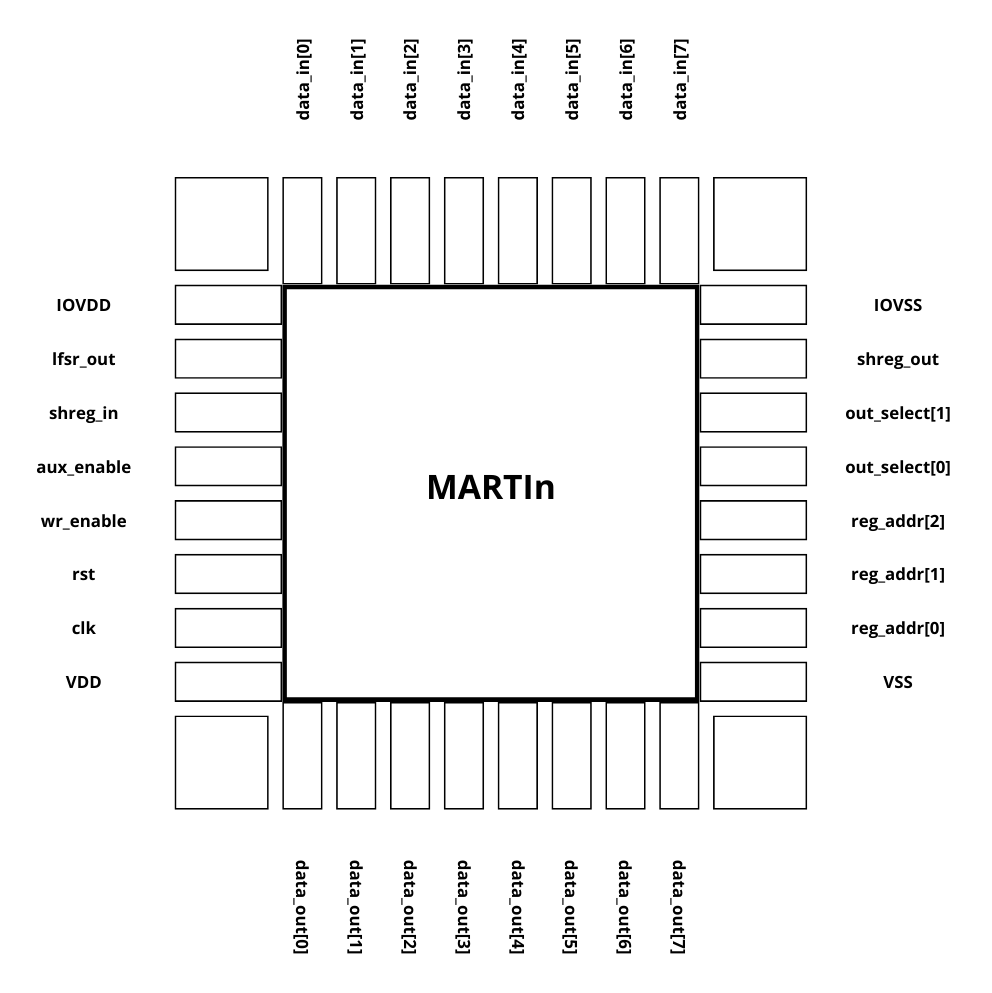 data_in[0]
data_in[1]
data_in[2]
data_in[3]
data_in[4]
data_in[5]
data_in[6]
data_in[7]
IOVDD
IOVSS
lfsr_out
shreg_out
shreg_in
out_select[1]
aux_enable
out_select[0]
MARTIn
wr_enable
reg_addr[2]
rst
reg_addr[1]
clk
reg_addr[0]
VDD
VSS
data_out[0]
data_out[1]
data_out[2]
data_out[3]
data_out[4]
data_out[5]
data_out[6]
data_out[7]